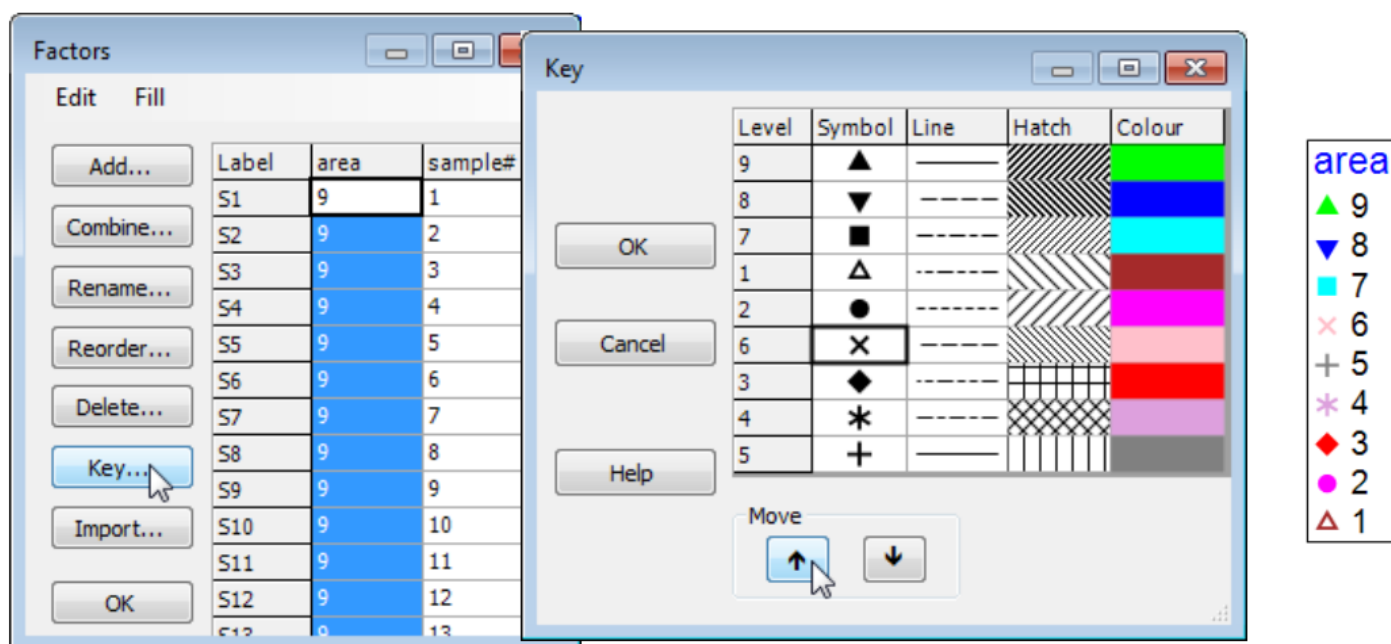 Factors
Edit Fill
Add...
Combine...
Rename...
Reorder...
Delete...
Key...
Import...
OK
Label area sample#
S1 9 1
S2 9 2
S3 9 3
S4 9 4
S5 9 5
S6 9 6
S7 9 7
S8 9 8
S9 9 9
S10 9 10
S11 9 11
S12 9 12
S13 9 13
Key
OK
Cancel
Help
Level Symbol Line Hatch Colour
9
8
7
1
2
6
3
4
5
Move
area
9
8
7
6
5
4
3
2
1